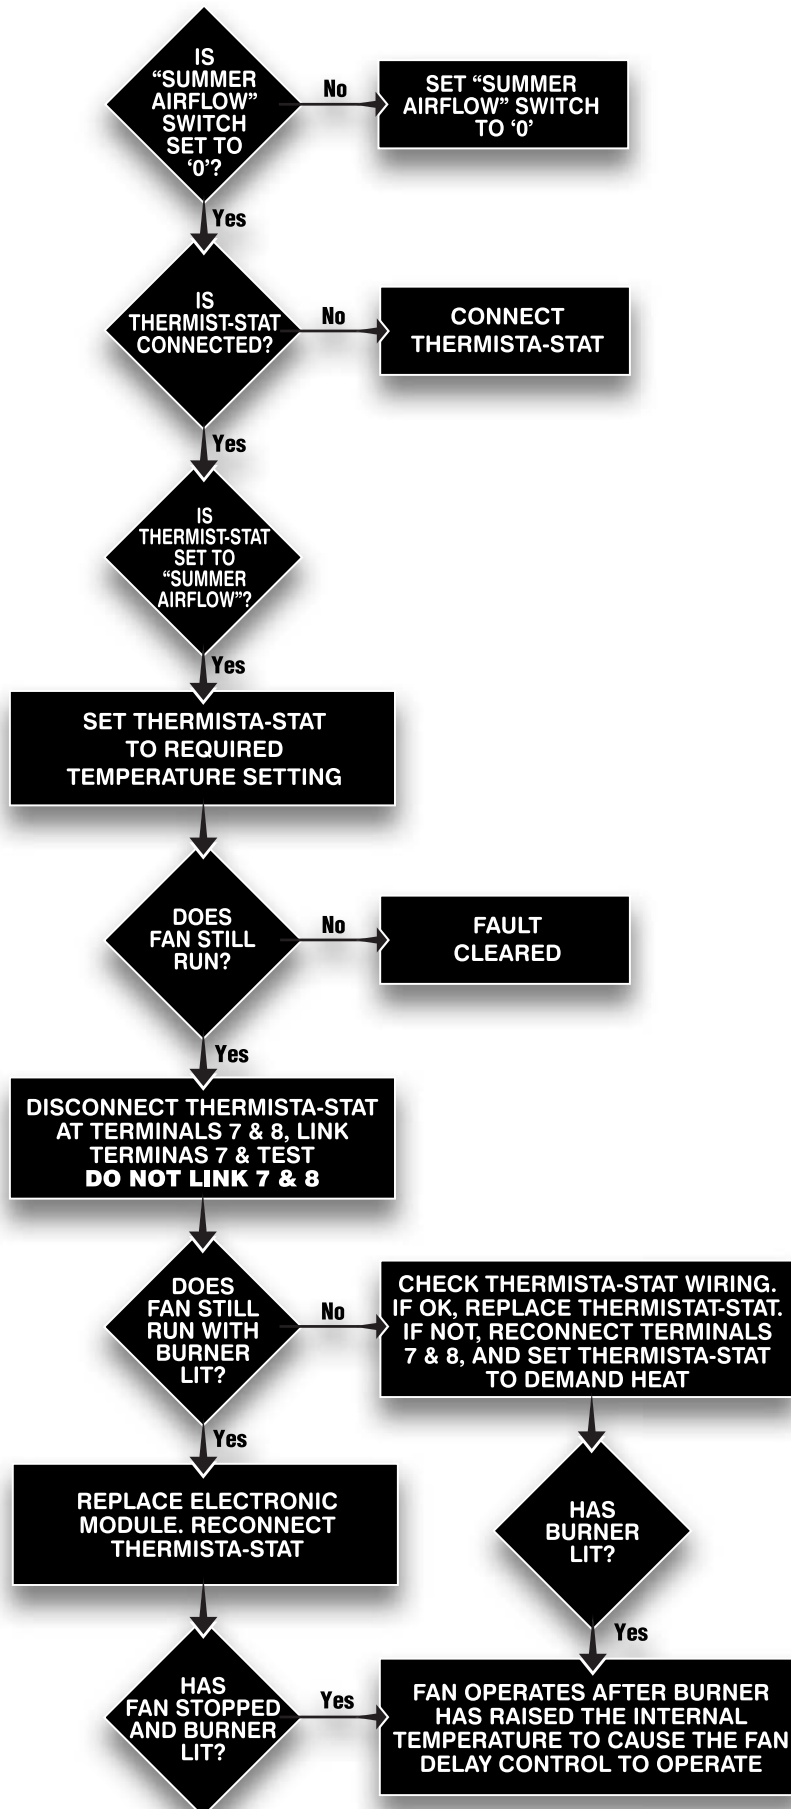 IS
“SUMMER
AIRFLOW”
SWITCH
SET TO
‘0’?
No
SET “SUMMER
AIRFLOW” SWITCH
TO ‘0’
Yes
IS
THERMIST-STAT
CONNECTED?
No
CONNECT
THERMISTA-STAT
Yes
IS
THERMIST-STAT
SET TO
“SUMMER
AIRFLOW”?
Yes
SET THERMISTA-STAT
TO REQUIRED
TEMPERATURE SETTING
DOES
FAN STILL
RUN?
No
FAULT
CLEARED
Yes
DISCONNECT THERMISTA-STAT
AT TERMINALS 7 & 8, LINK
TERMINAS 7 & TEST
DO NOT LINK 7 & 8
DOES
FAN STILL
RUN WITH
BURNER
LIT?
No
CHECK THERMISTA-STAT WIRING.
IF OK, REPLACE THERMISTAT-STAT.
IF NOT, RECONNECT TERMINALS
7 & 8, AND SET THERMISTA-STAT
TO DEMAND HEAT
Yes
REPLACE ELECTRONIC
MODULE. RECONNECT
THERMISTA-STAT
HAS
BURNER
LIT?
Yes
HAS
FAN STOPPED
AND BURNER
LIT?
Yes
FAN OPERATES AFTER BURNER
HAS RAISED THE INTERNAL
TEMPERATURE TO CAUSE THE FAN
DELAY CONTROL TO OPERATE